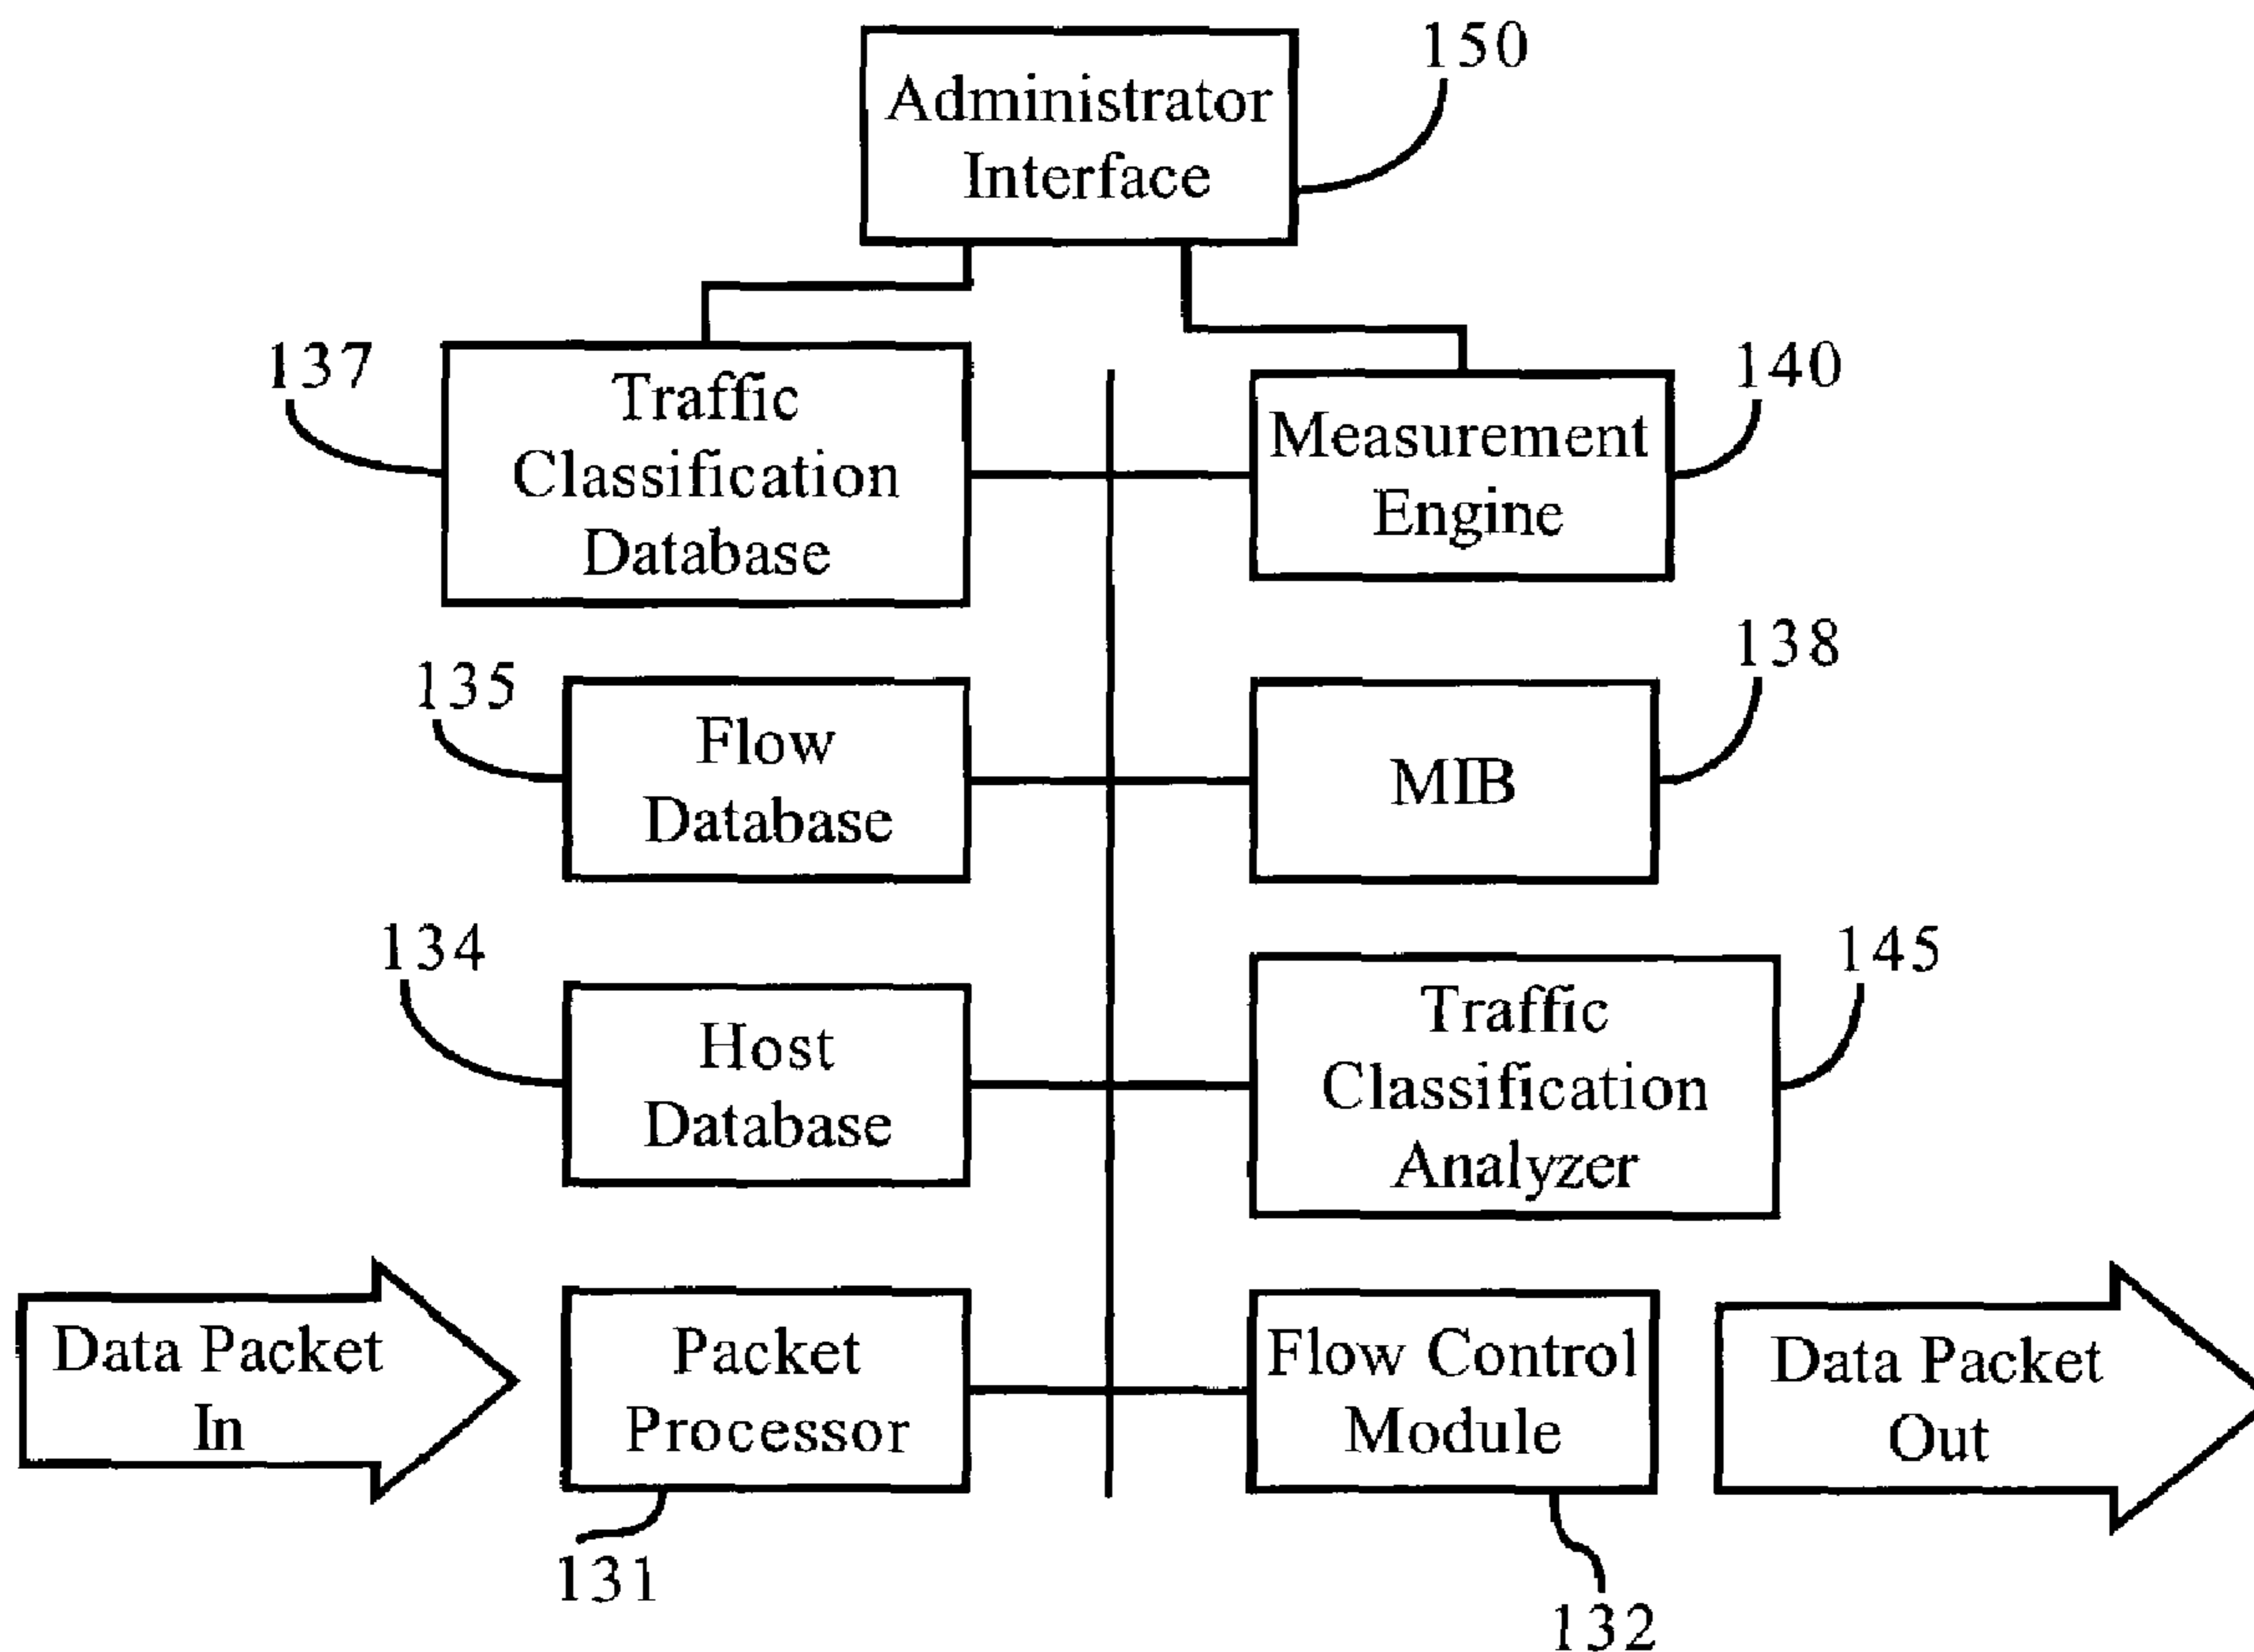 150
Administrator
Interface
137
Traffic
Classification
Database
140
Measurement
Engine
135
Flow
Database
138
MIB
134
Host
Database
145
Traffic
Classification
Analyzer
Data Packet
In
Packet
Processor
131
Flow Control
Module
132
Data Packet
Out